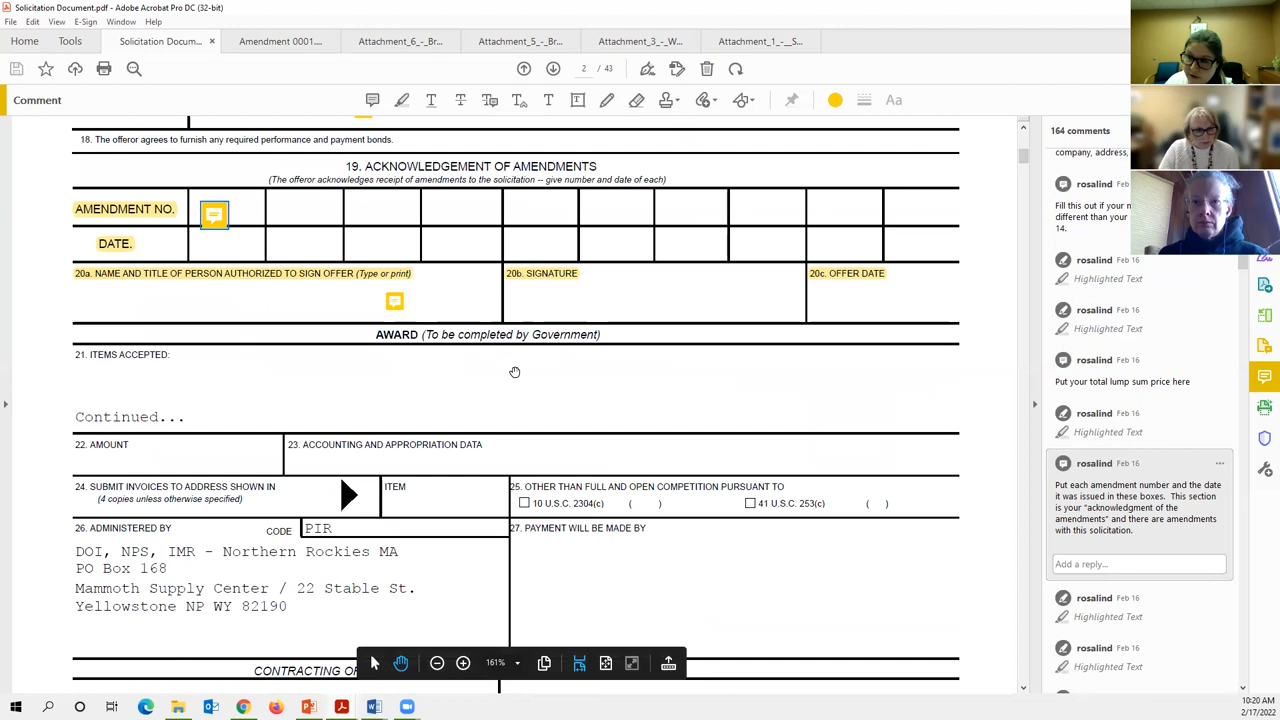 Solicitation Document.pdf - Adobe Acrobat Pro DC (32-bit)
File Edit View E-Sign Window Help
Home Tools Solicitation Docum... × Amendment 0001.... Attachment_6_-_Br... Attachment_5_-_Br... Attachment_3_-_W... Attachment_1_-__S...
2 / 43
Comment
Aa
164 comments
18. The offeror agrees to furnish any required performance and payment bonds.
19. ACKNOWLEDGEMENT OF AMENDMENTS
(The offeror acknowledges receipt of amendments to the solicitation -- give number and date of each)
AMENDMENT NO.
DATE.
20a. NAME AND TITLE OF PERSON AUTHORIZED TO SIGN OFFER (Type or print)
20b. SIGNATURE
20c. OFFER DATE
AWARD (To be completed by Government)
21. ITEMS ACCEPTED:
Continued...
22. AMOUNT
23. ACCOUNTING AND APPROPRIATION DATA
24. SUBMIT INVOICES TO ADDRESS SHOWN IN
(4 copies unless otherwise specified)
ITEM
25. OTHER THAN FULL AND OPEN COMPETITION PURSUANT TO
10 U.S.C. 2304(c) ( )
41 U.S.C. 253(c) ( )
26. ADMINISTERED BY
CODE
PIR
27. PAYMENT WILL BE MADE BY
DOI, NPS, IMR - Northern Rockies MA
PO Box 168
Mammoth Supply Center / 22 Stable St.
Yellowstone NP WY 82190
CONTRACTING
161%
company, address,
rosalind Feb
Fill this out if your
different than your
14.
rosalind Feb 16
Highlighted Text
rosalind Feb 16
Highlighted Text
rosalind Feb 16
Put your total lump sum price here
rosalind Feb 16
Highlighted Text
rosalind Feb 16
Put each amendment number and the date
it was issued in these boxes. This section
is your "acknowledgment of the
amendments" and there are amendments
with this solicitation.
Add a reply...
rosalind Feb 16
Highlighted Text
rosalind Feb 16
Highlighted Text
10:20 AM
2/17/2022